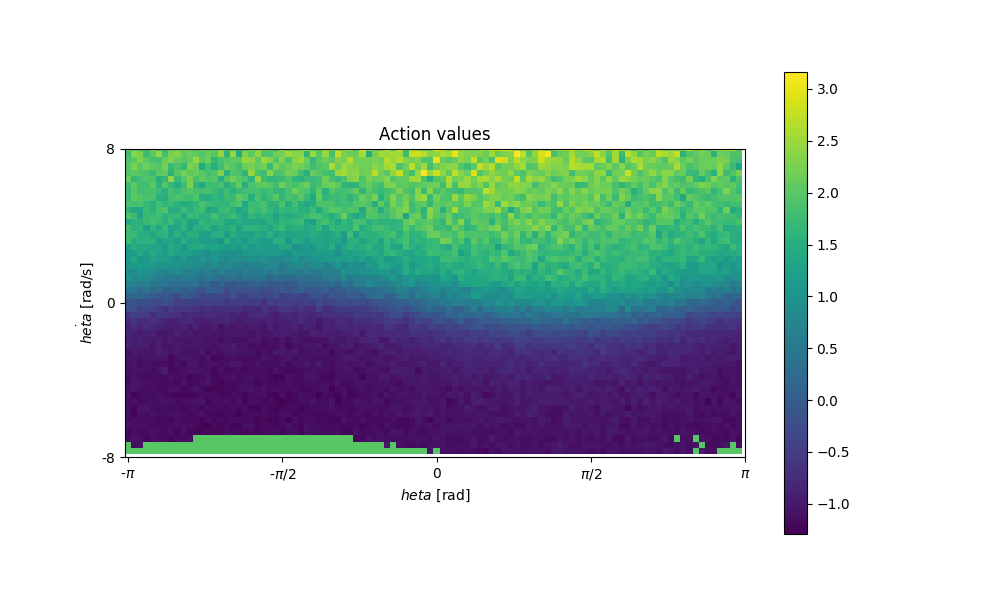 Action values
8
0
-8
ḣeta [rad/s]
-π
-π/2
0
π/2
π
heta [rad]
3.0
2.5
2.0
1.5
1.0
0.5
0.0
−0.5
−1.0